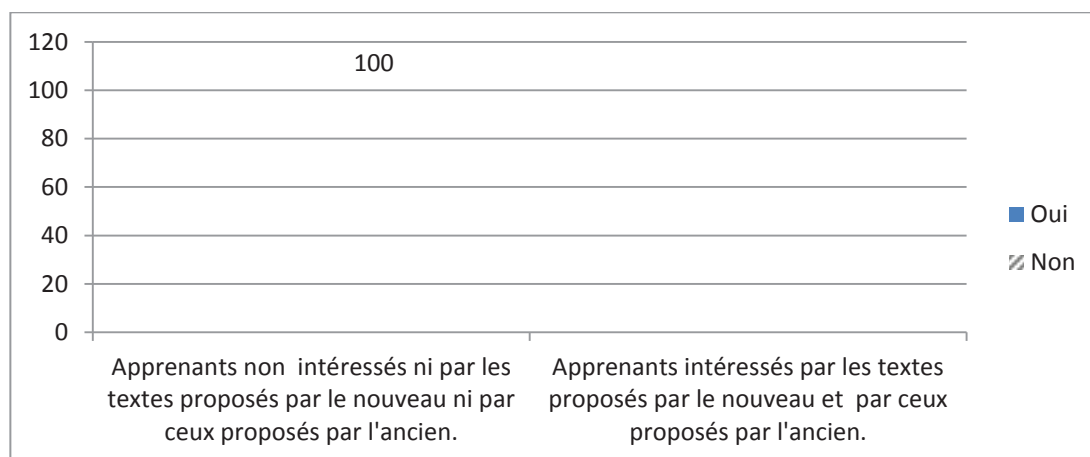 120
100
80
60
40
20
0
100
Apprenants non  intéressés ni par les
textes proposés par le nouveau ni par
ceux proposés par l'ancien.
Apprenants intéressés par les textes
proposés par le nouveau et  par ceux
proposés par l'ancien.
Oui
Non